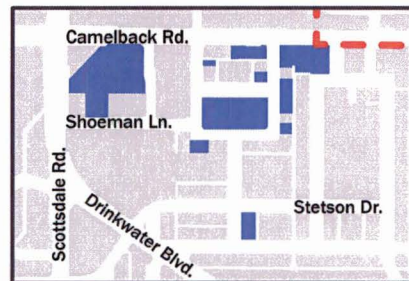 Camelback Rd.
Shoeman Ln.
Scottsdale Rd.
Drinkwater Blvd.
Stetson Dr.